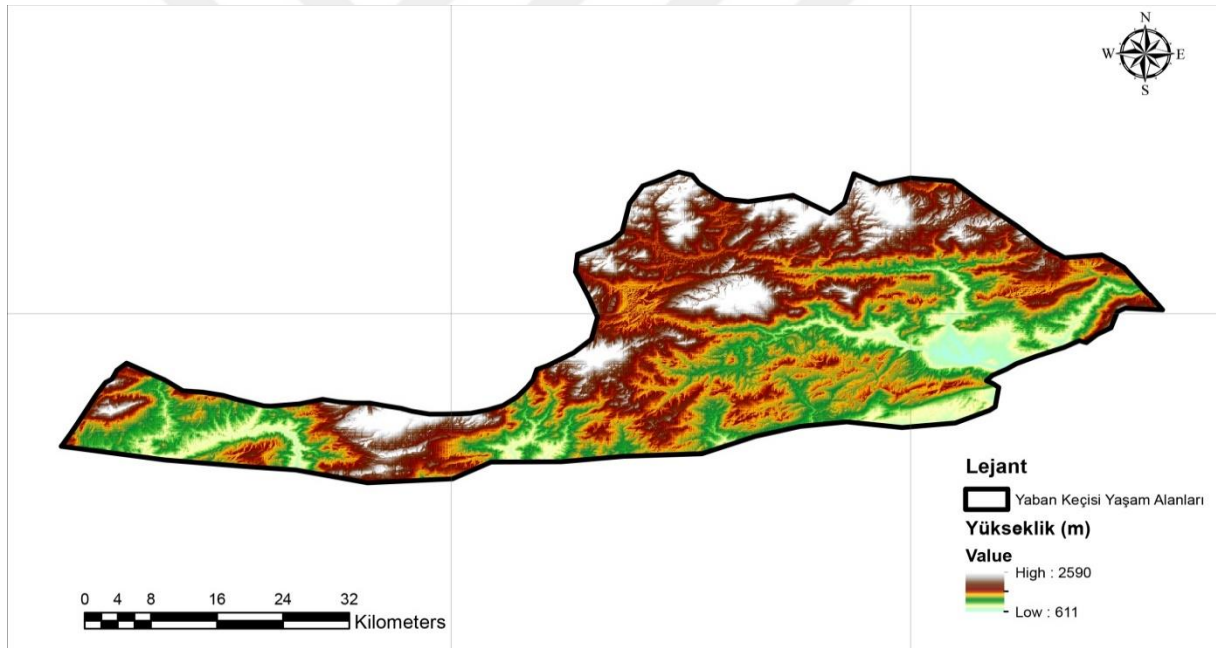 N
W E
S
Lejant
Yaban Keçisi Yaşam Alanları
Yükseklik (m)
Value
High : 2590
Low : 611
0 4 8 16 24 32
Kilometers